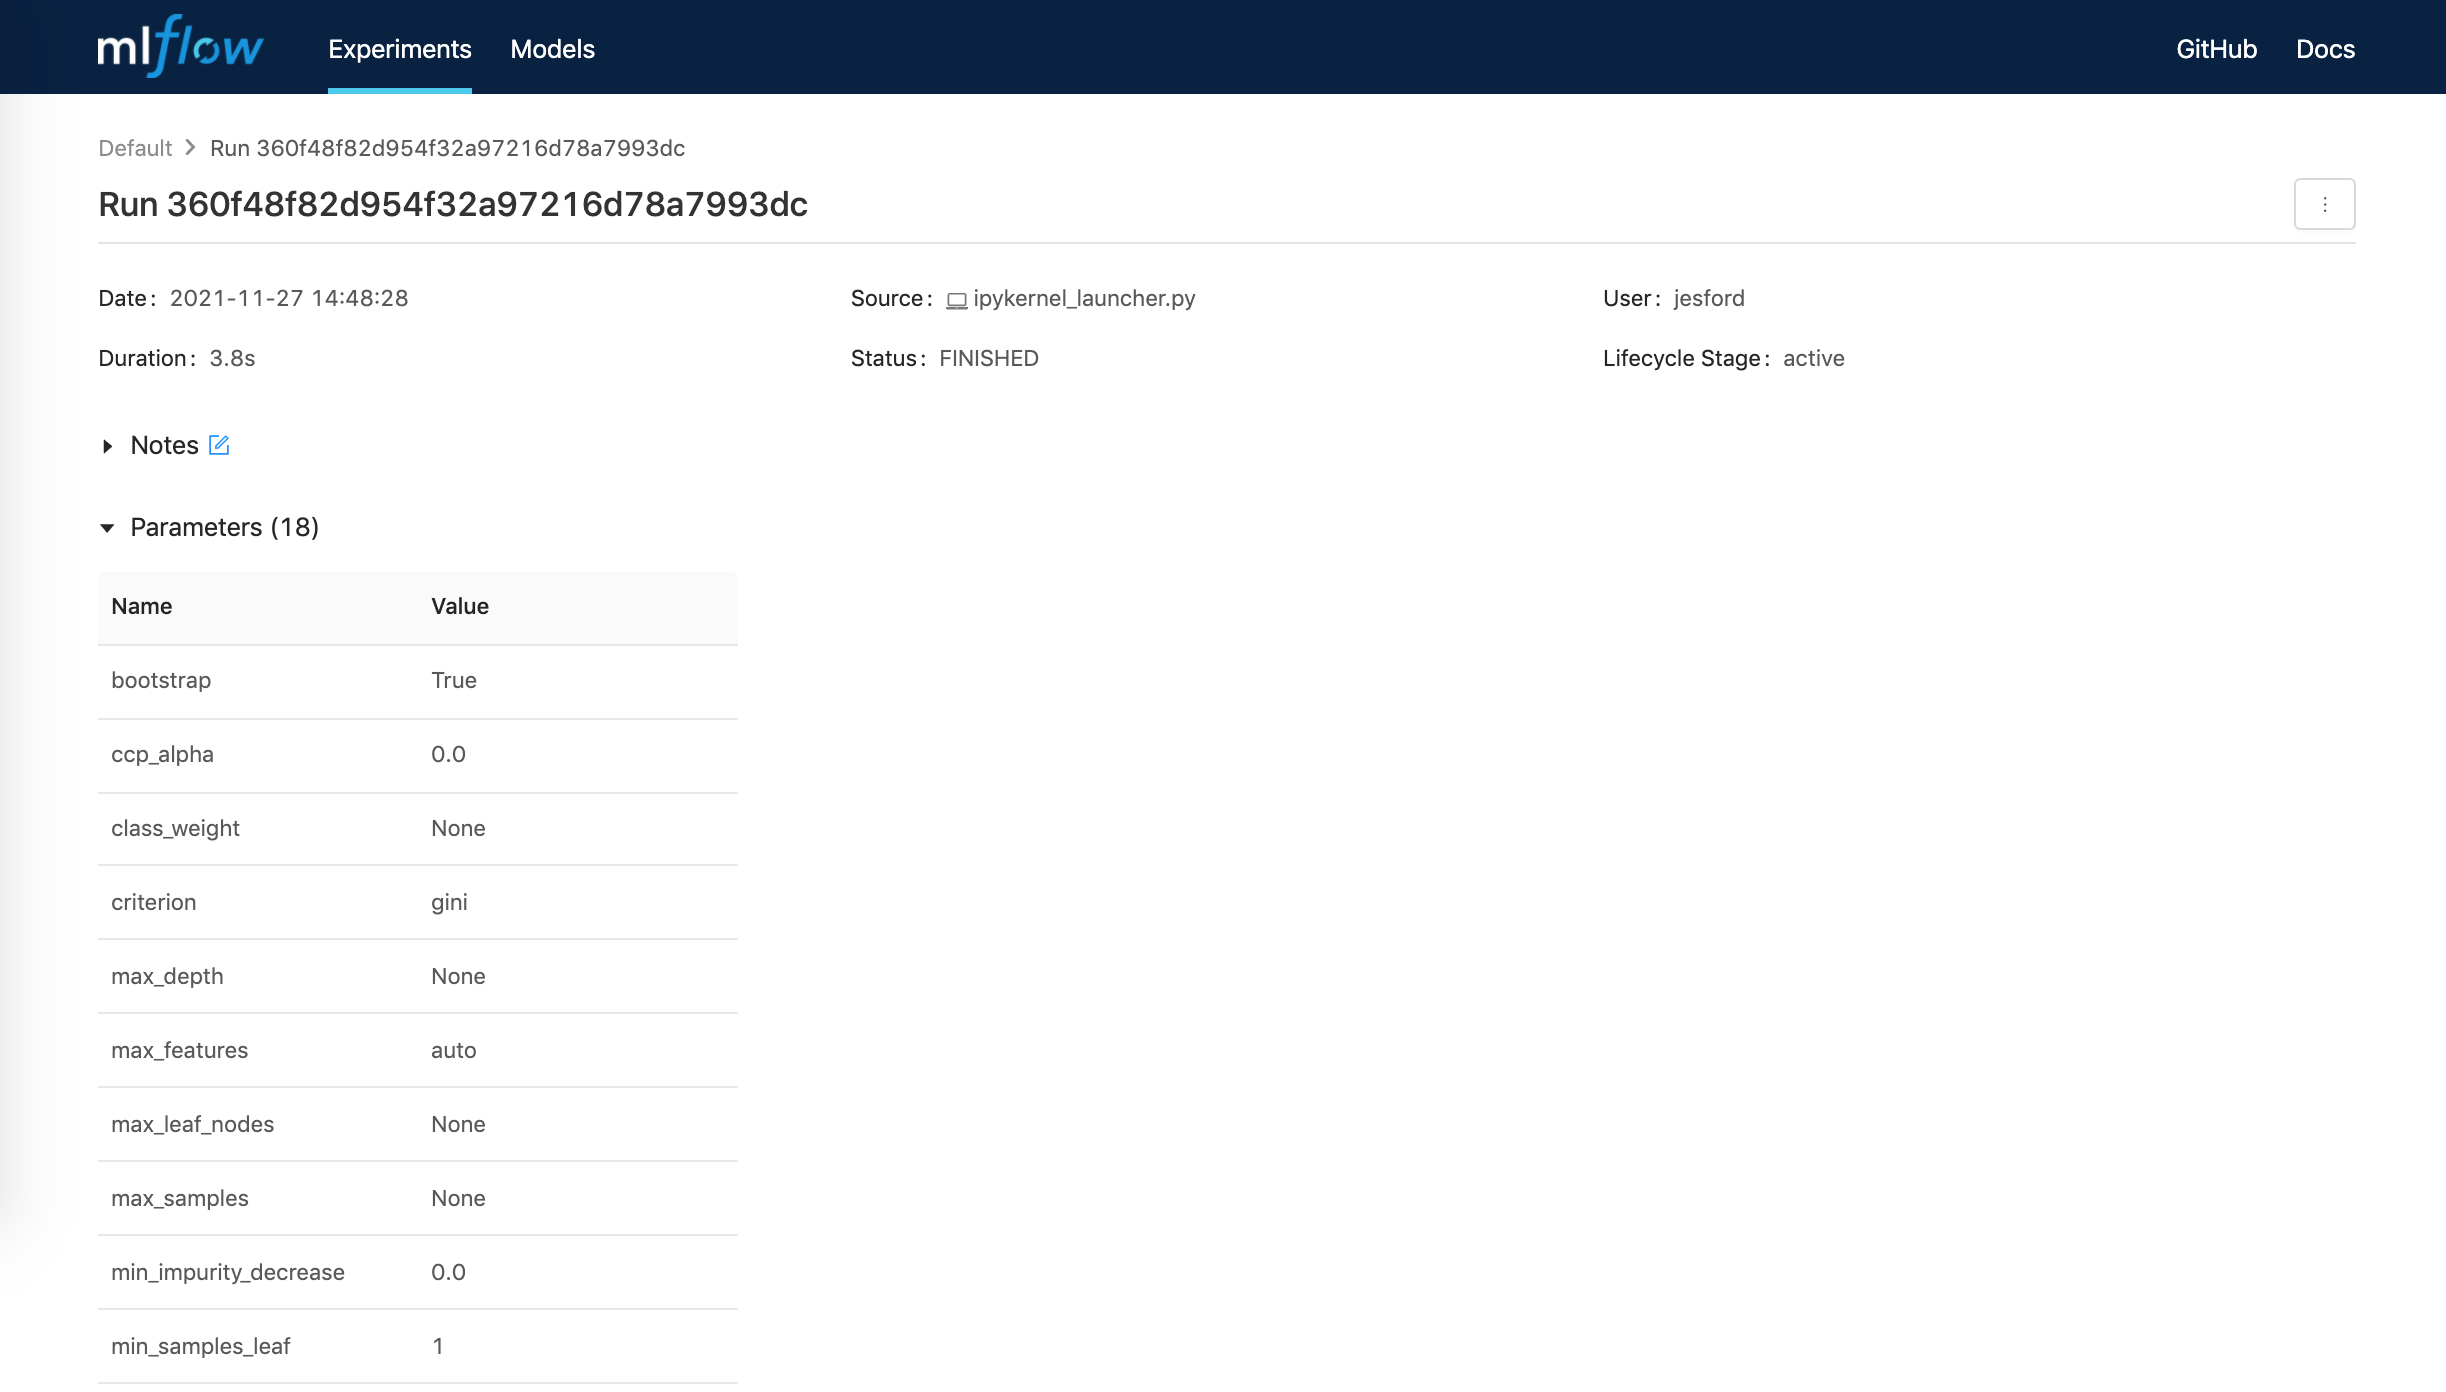 mlflow Experiments Models GitHub Docs
Default > Run 360f48f82d954f32a97216d78a7993dc
Run 360f48f82d954f32a97216d78a7993dc
Date: 2021-11-27 14:48:28 Source: ipykernel_launcher.py User: jesford
Duration: 3.8s Status: FINISHED Lifecycle Stage: active
Notes
Parameters (18)
Name Value
bootstrap True
ccp_alpha 0.0
class_weight None
criterion gini
max_depth None
max_features auto
max_leaf_nodes None
max_samples None
min_impurity_decrease 0.0
min_samples_leaf 1